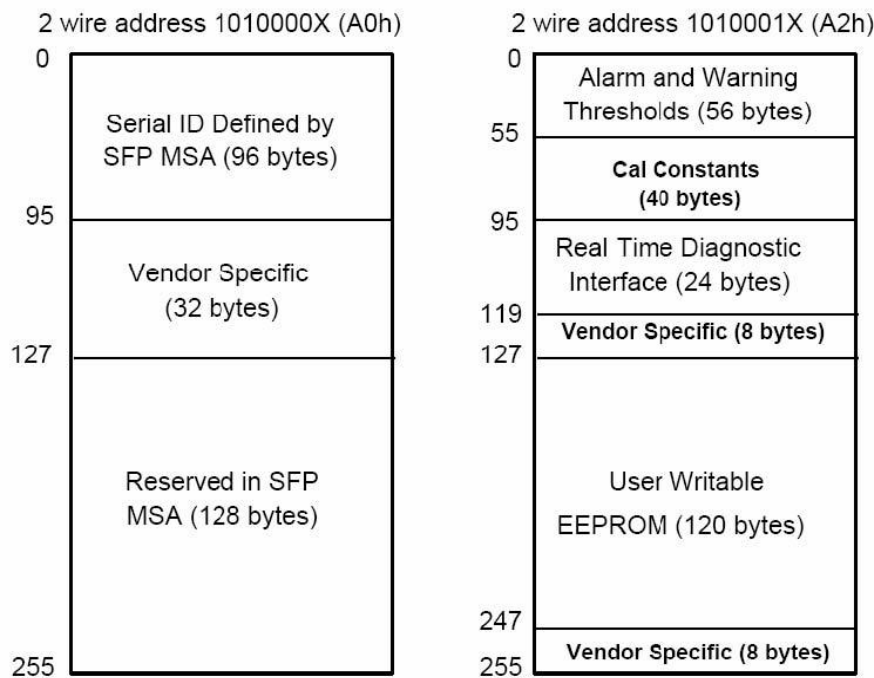 2 wire address 1010000X (A0h)
0
Serial ID Defined by
SFP MSA (96 bytes)
95
Vendor Specific
(32 bytes)
127
Reserved in SFP
MSA (128 bytes)
255
2 wire address 1010001X (A2h)
0
Alarm and Warning
Thresholds (56 bytes)
55
Cal Constants
(40 bytes)
95
Real Time Diagnostic
Interface (24 bytes)
119
Vendor Specific (8 bytes)
127
User Writable
EEPROM (120 bytes)
247
Vendor Specific (8 bytes)
255